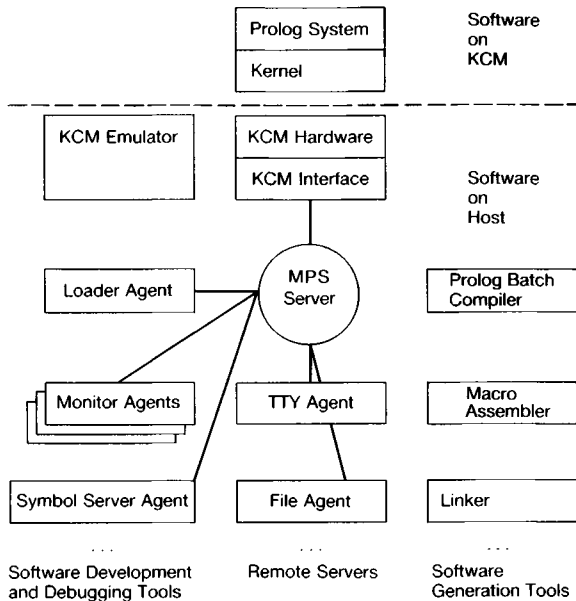 Prolog System
Kernel
Software
on
KCM
KCM Emulator
KCM Hardware
KCM Interface
Software
on
Host
MPS
Server
Loader Agent
Prolog Batch
Compiler
Monitor Agents
TTY Agent
Macro
Assembler
Symbol Server Agent
File Agent
Linker
...
...
...
Software Development
and Debugging Tools
Remote Servers
Software
Generation Tools